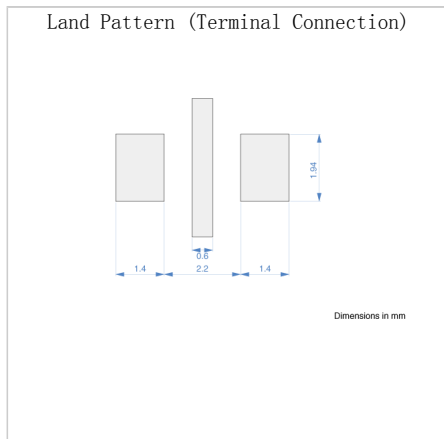 Land Pattern (Terminal Connection)
1.94
0.6
1.4
2.2
1.4
Dimensions in mm